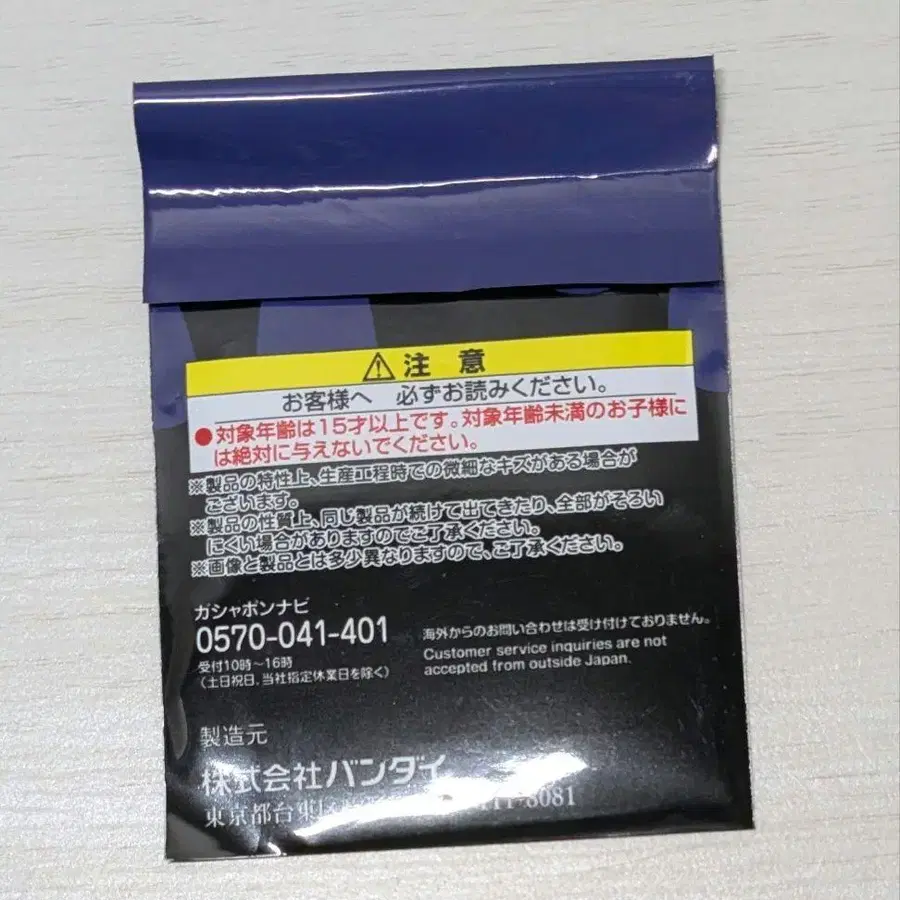 ⚠注 意
お客様へ 必ずお読みください。
●対象年齢は15才以上です。対象年齢未満のお子様に
は絶対に与えないでください。
※製品の特性上、生産工程時での微細なキズがある場合が
ございます。
※製品の性質上、同じ製品が続けて出てきたり、全部がそろい
にくい場合がありますのでご了承ください。
※画像と製品とは多少異なりますので、ご了承ください。
ガシャポンナビ
0570-041-401
受付10時〜16時
(土日祝日、当社指定休業日を除く)
海外からのお問い合わせは受け付けておりません。
Customer service inquiries are not
accepted from outside Japan.
製造元
株式会社バンダイ
東京都台東 8081